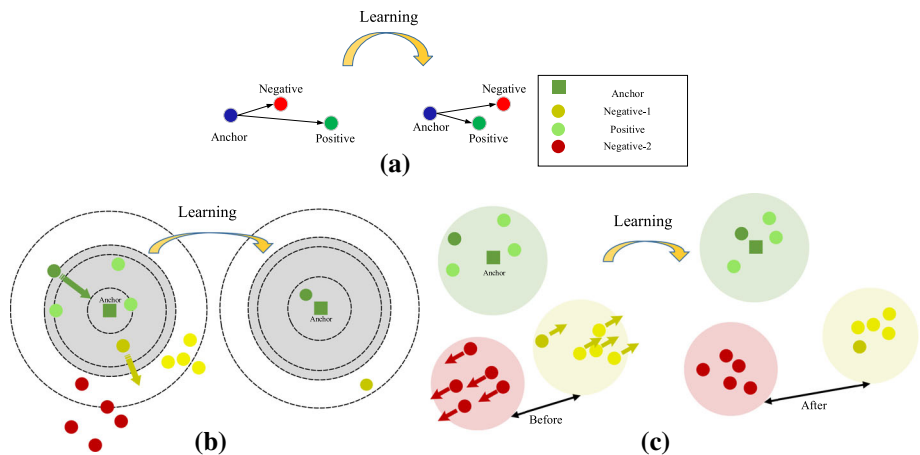 Learning
Negative
Anchor
Positive
Negative
Anchor
Positive
Anchor
Negative-1
Positive
Negative-2
(a)
Learning
Anchor
Anchor
(b)
Learning
Anchor
Anchor
Before
After
(c)